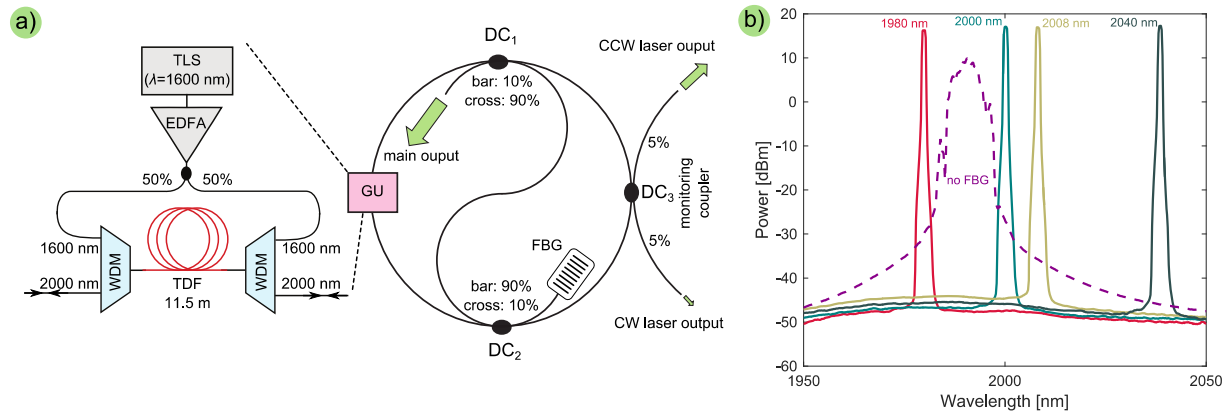 a)
TLS
(λ=1600 nm)
EDFA
50% 50%
1600 nm
1600 nm
WDM
WDM
2000 nm
2000 nm
TDF
11.5 m
DC1
bar: 10%
cross: 90%
main ouput
GU
CCW laser ouput
5%
DC3
monitoring
coupler
5%
FBG
bar: 90%
cross: 10%
DC2
CW laser output
b)
20
10
0
-10
-20
-30
-40
-50
-60
Power [dBm]
1980 nm
2000 nm
2008 nm
2040 nm
no FBG
1950
2000
2050
Wavelength [nm]